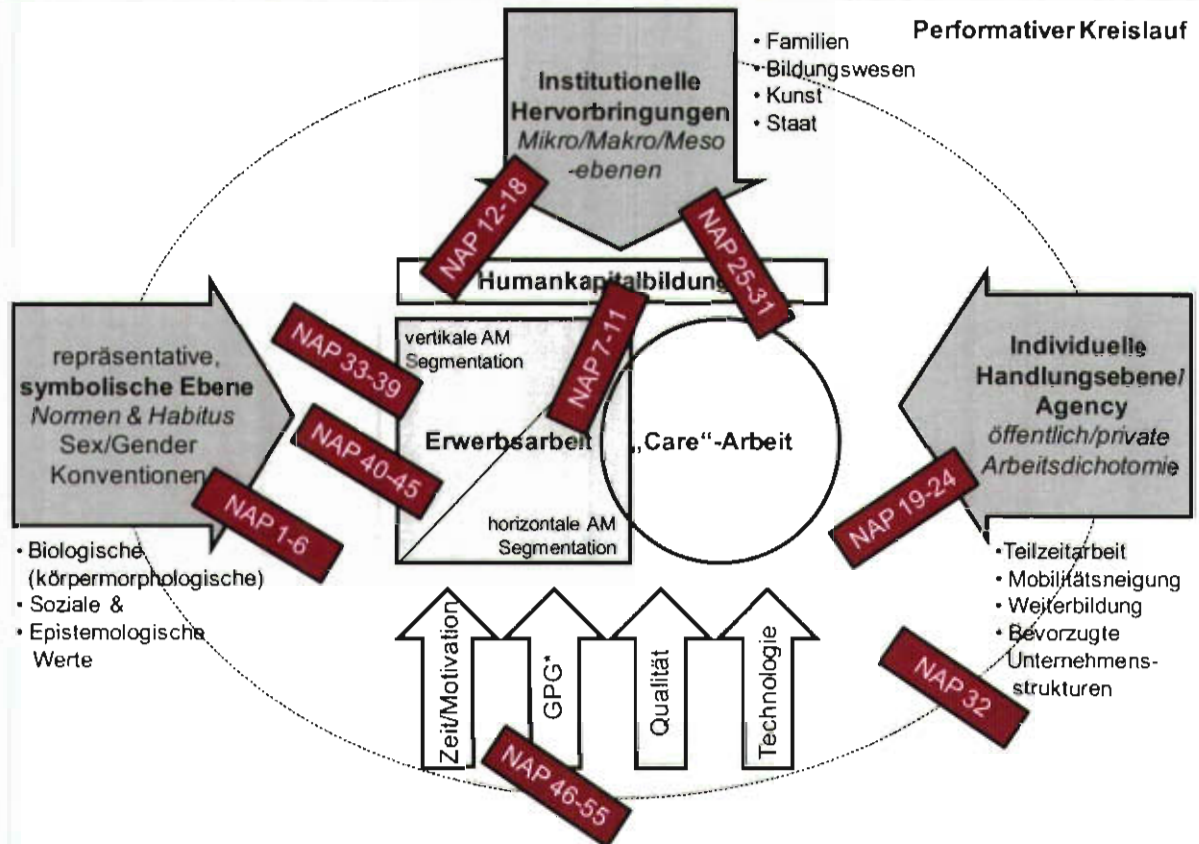 Performativer Kreislauf
Institutionelle
Hervorbringungen
Mikro/Makro/Meso
-ebenen
• Familien
• Bildungswesen
• Kunst
• Staat
NAP 12-18
NAP 25-31
Humankapitalbildung
repräsentative,
symbolische Ebene
Normen & Habitus
Sex/Gender
Konventionen
NAP 33-39
NAP 40-45
NAP 1-6
• Biologische
(körpermorphologische)
• Soziale &
• Epistemologische
Werte
vertikale AM
Segmentation
NAP 7-11
Erwerbsarbeit
„Care“-Arbeit
horizontale AM
Segmentation
Individuelle
Handlungsebene/
Agency
öffentlich/private
Arbeitsdichotomie
NAP 19-24
• Teilzeitarbeit
• Mobilitätsneigung
• Weiterbildung
• Bevorzugte
Unternehmens-
strukturen
NAP 32
Zeit/Motivation
GPG*
Qualität
Technologie
NAP 46-55